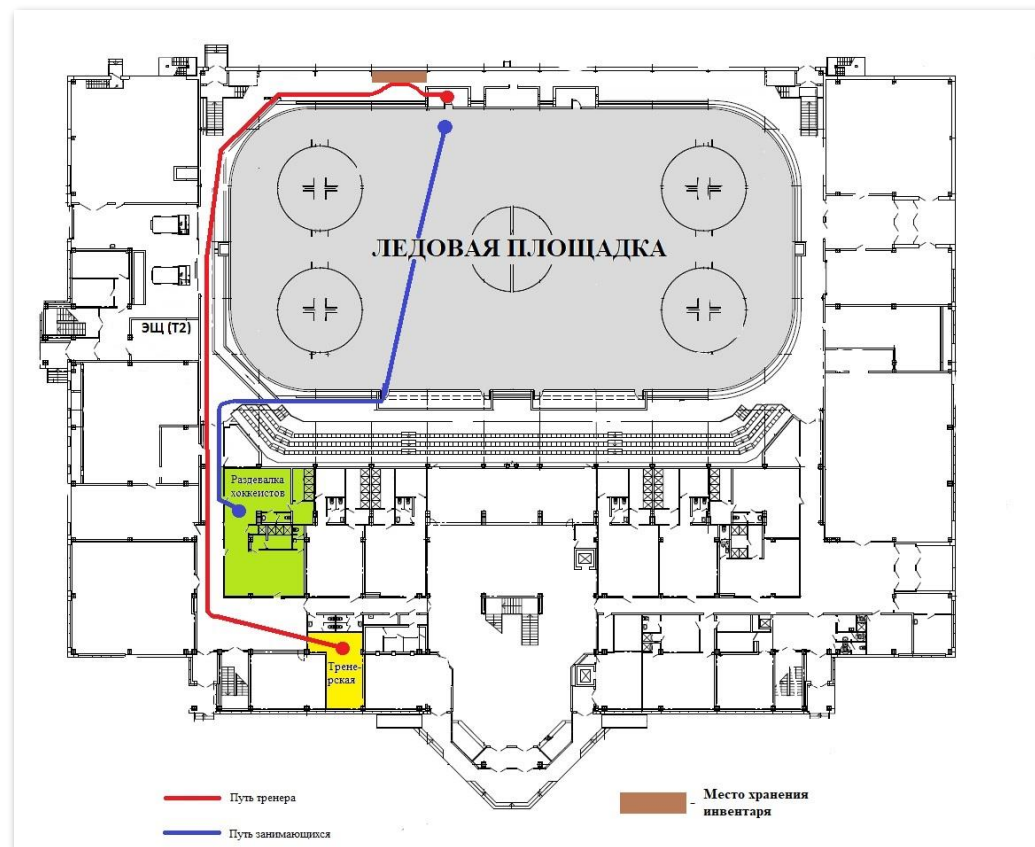 ЛЕДОВАЯ ПЛОЩАДКА
ЭЩ (Т2)
Раздевалка
хоккеистов
Трене-
рская
Путь тренера
Путь занимающихся
- Место хранения
инвентаря